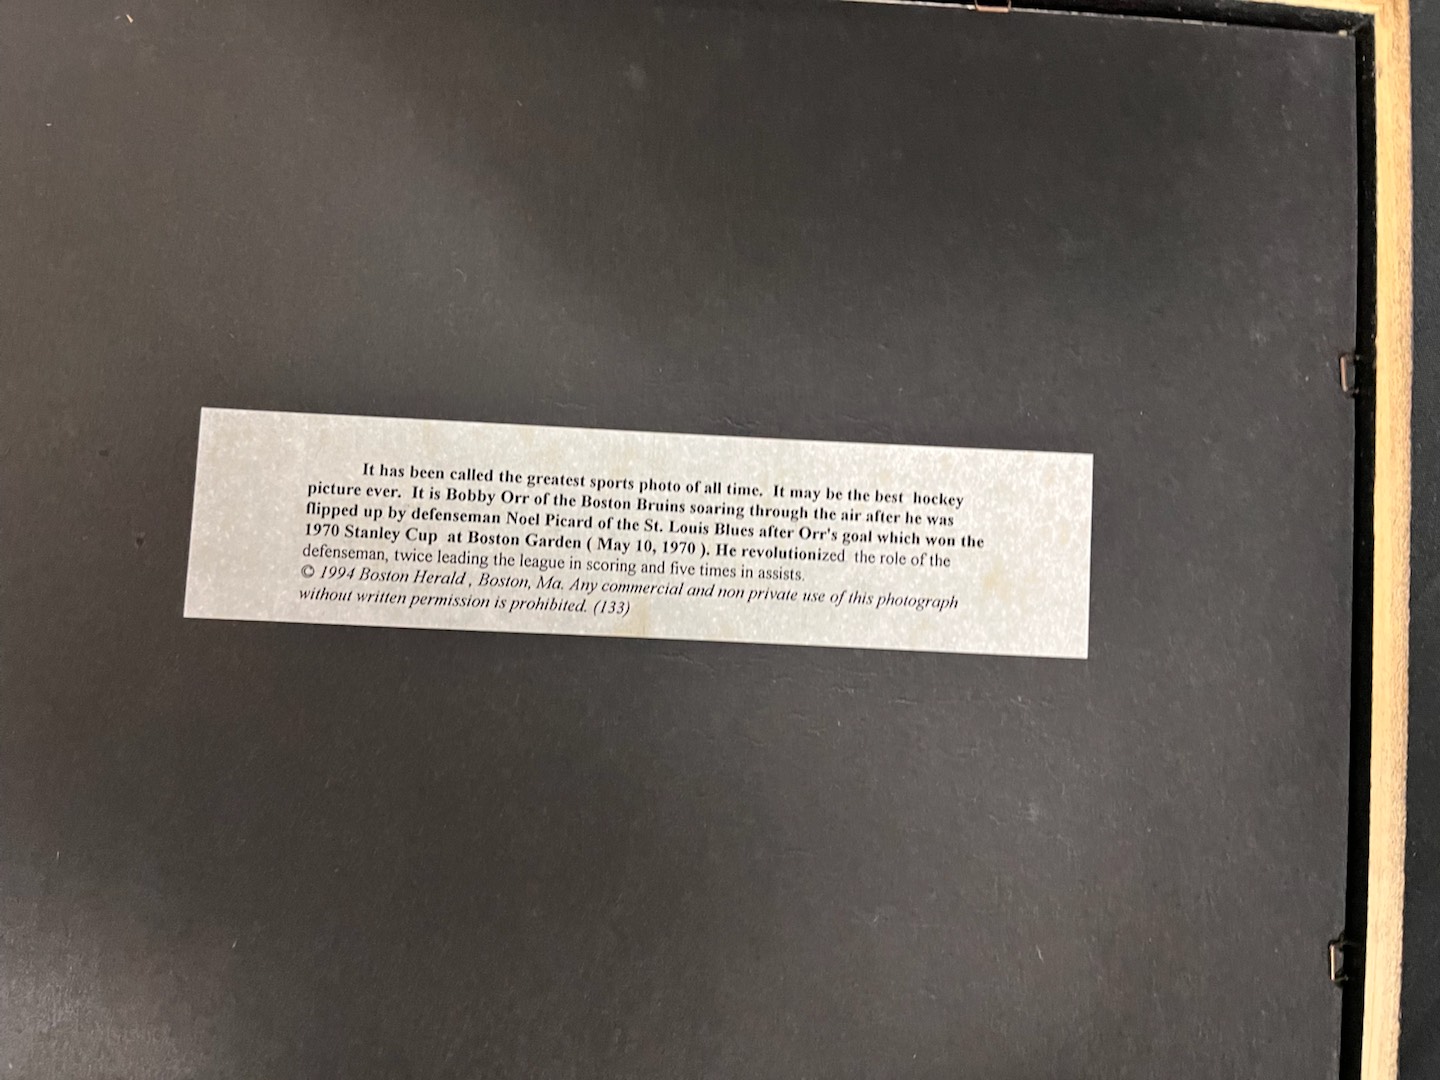 It has been called the greatest sports photo of all time. It may be the best hockey
picture ever. It is Bobby Orr of the Boston Bruins soaring through the air after he was
flipped up by defenseman Noel Picard of the St. Louis Blues after Orr's goal which won the
1970 Stanley Cup at Boston Garden ( May 10, 1970 ). He revolutionized the role of the
defenseman, twice leading the league in scoring and five times in assists.
© 1994 Boston Herald , Boston, Ma. Any commercial and non private use of this photograph
without written permission is prohibited. (133)